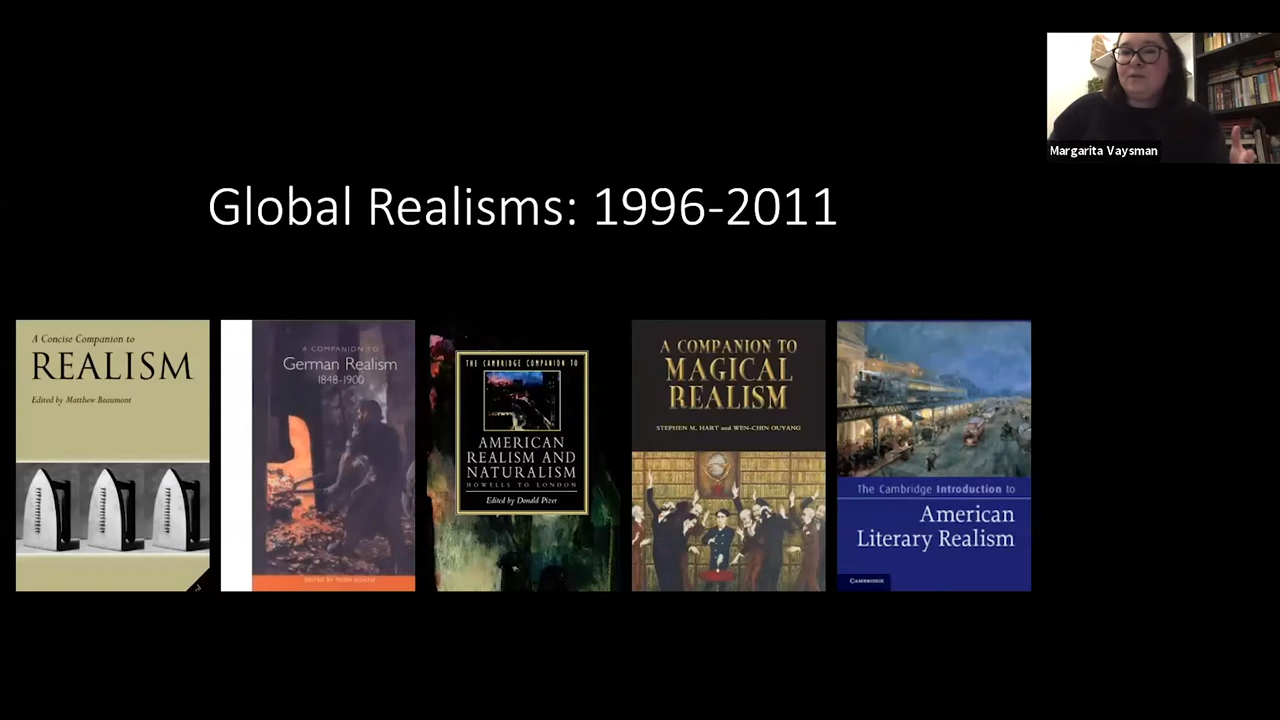 Margarita Vaysman
Global Realisms: 1996-2011
A Concise Companion to
REALISM
Edited by Matthew Beaumont
A COMPANION TO
German Realism
1848-1900
EDITED BY TODD KONTJE
THE CAMBRIDGE COMPANION TO
AMERICAN
REALISM AND
NATURALISM
HOWELLS TO LONDON
Edited by Donald Pizer
A COMPANION TO
MAGICAL
REALISM
STEPHEN M. HART and WEN-CHIN OUYANG
The Cambridge Introduction to
American
Literary Realism
CAMBRIDGE